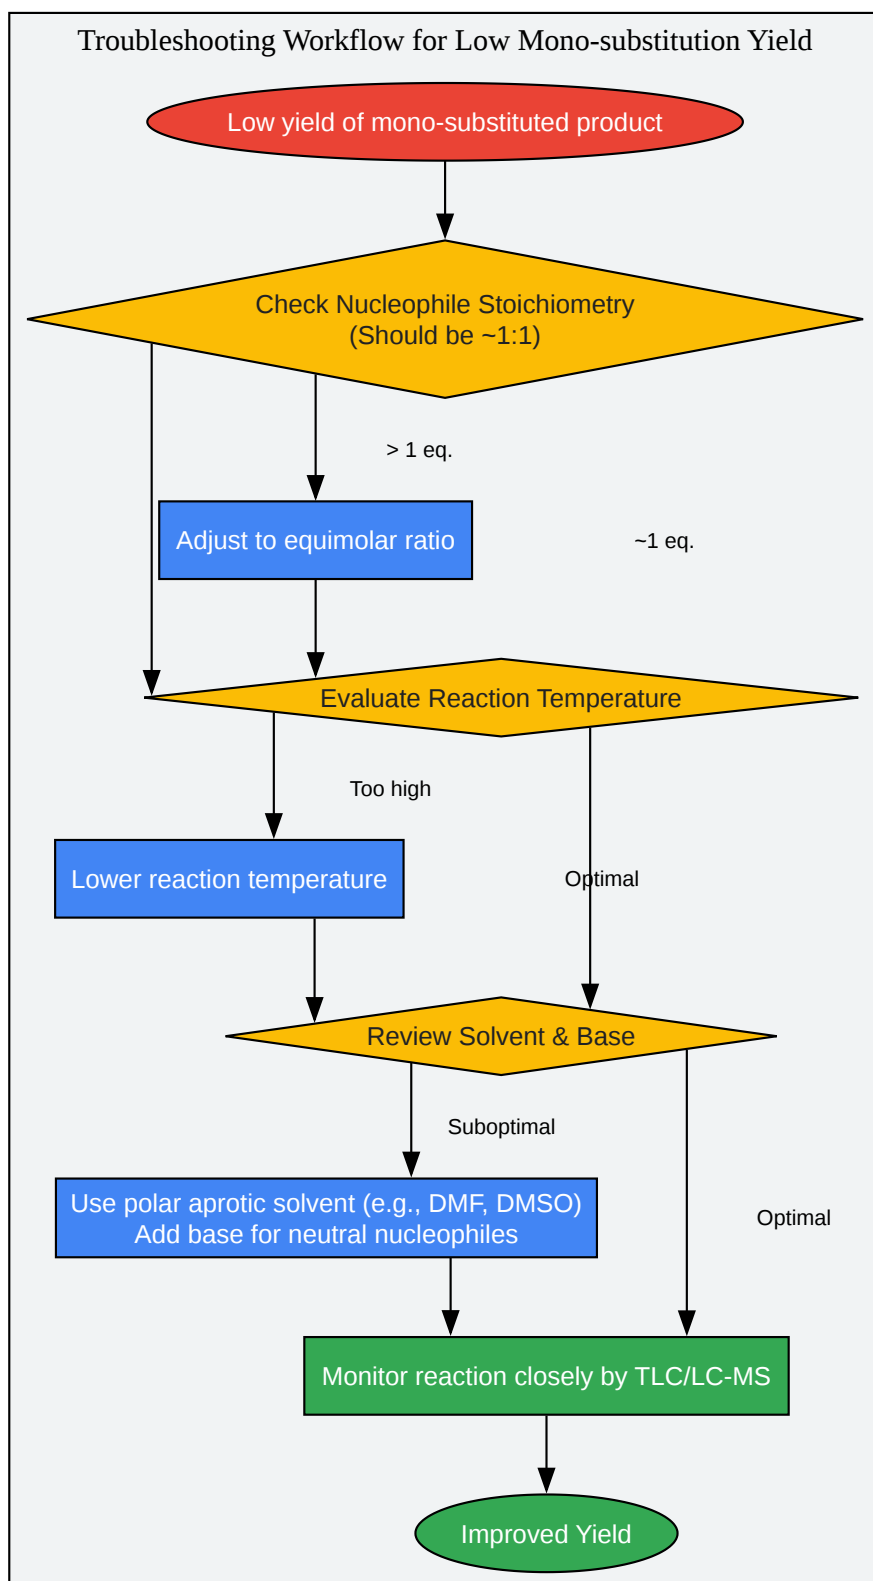 Troubleshooting Workflow for Low Mono-substitution Yield
Low yield of mono-substituted product
Check Nucleophile Stoichiometry
(Should be ~1:1)
> 1 eq.
Adjust to equimolar ratio
~1 eq.
Evaluate Reaction Temperature
Too high
Lower reaction temperature
Optimal
Review Solvent & Base
Suboptimal
Use polar aprotic solvent (e.g., DMF, DMSO)
Add base for neutral nucleophiles
Optimal
Monitor reaction closely by TLC/LC-MS
Improved Yield